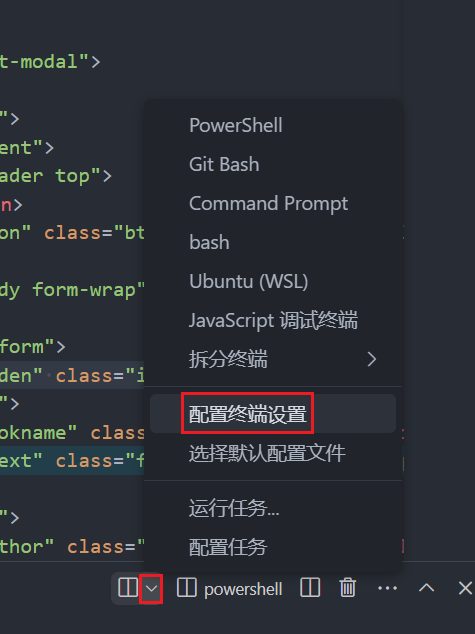 t-modal">
">
ent">
PowerShell
ader top">
Git Bash
n>
Command Prompt
on" class="bt
bash
dy form-wrap"
Ubuntu (WSL)
form">
JavaScript 调试终端
den" class="i
拆分终端
">
配置终端设置
okname" clas
选择默认配置文件
ext" class="f
运行任务...
">
配置任务
thor" class=
powershell